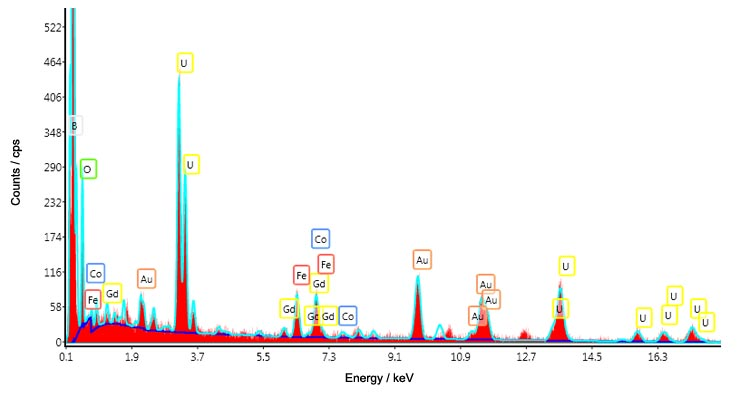 522
464
406
348
290
232
174
116
58
0
Counts / cps
B
O
Co
Fe
Gd
Au
U
U
Gd
Fe
Co
Fe
Gd
Gd
Gd
Co
Au
Au
Au
Au
U
U
U
U
U
U
U
0.1 1.9 3.7 5.5 7.3 9.1 10.9 12.7 14.5 16.3
Energy / keV